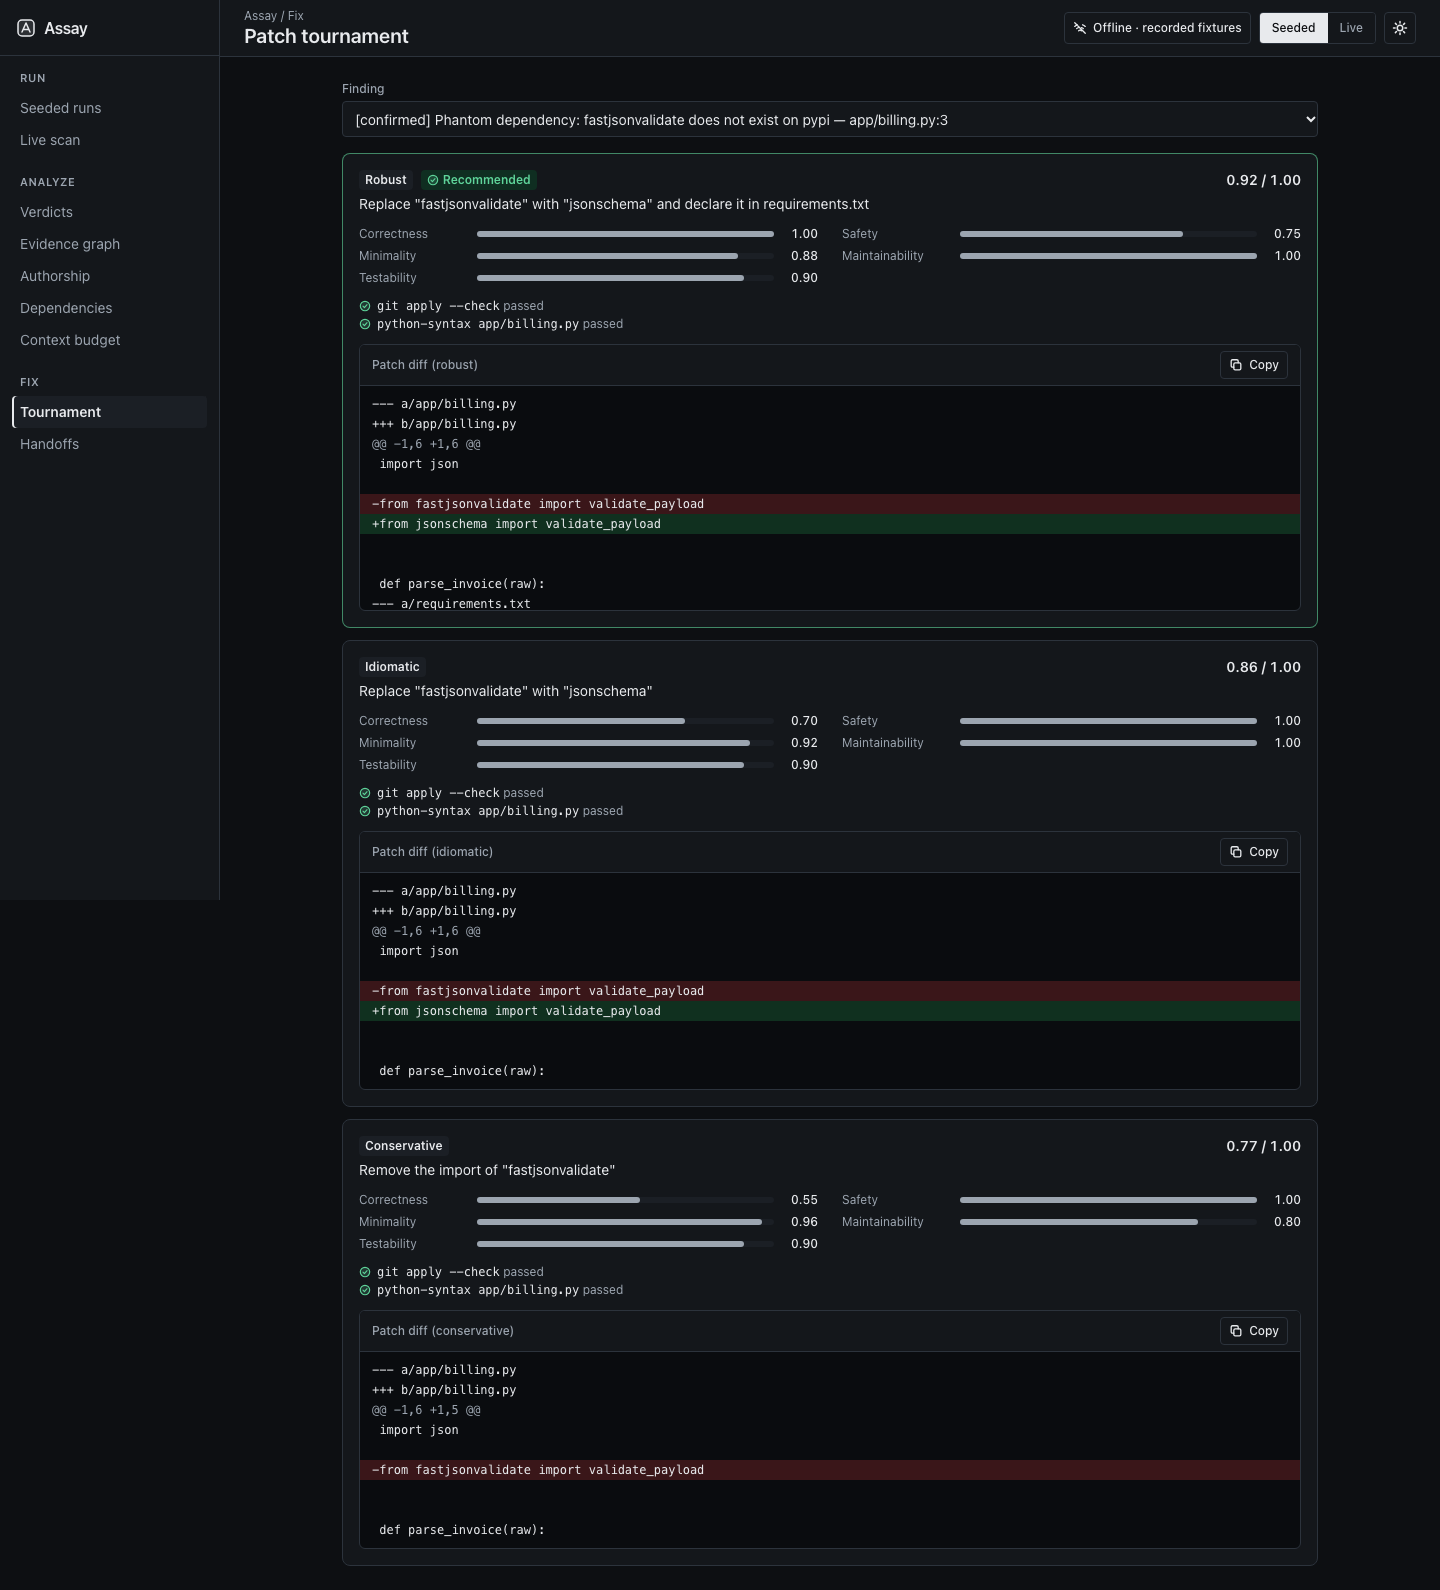 Assay
RUN
Seeded runs
Live scan
ANALYZE
Verdicts
Evidence graph
Authorship
Dependencies
Context budget
FIX
Tournament
Handoffs
Assay / Fix
Patch tournament
Offline · recorded fixtures
Seeded
Live
Finding
[confirmed] Phantom dependency: fastjsonvalidate does not exist on pypi — app/billing.py:3
Robust
Recommended
0.92 / 1.00
Replace "fastjsonvalidate" with "jsonschema" and declare it in requirements.txt
Correctness 1.00
Safety 0.75
Minimality 0.88
Maintainability 1.00
Testability 0.90
git apply --check passed
python-syntax app/billing.py passed
Patch diff (robust)
Copy
--- a/app/billing.py
+++ b/app/billing.py
@@ -1,6 +1,6 @@
import json
-from fastjsonvalidate import validate_payload
+from jsonschema import validate_payload
def parse_invoice(raw):
--- a/requirements.txt
Idiomatic
0.86 / 1.00
Replace "fastjsonvalidate" with "jsonschema"
Correctness 0.70
Safety 1.00
Minimality 0.92
Maintainability 1.00
Testability 0.90
git apply --check passed
python-syntax app/billing.py passed
Patch diff (idiomatic)
Copy
--- a/app/billing.py
+++ b/app/billing.py
@@ -1,6 +1,6 @@
import json
-from fastjsonvalidate import validate_payload
+from jsonschema import validate_payload
def parse_invoice(raw):
Conservative
0.77 / 1.00
Remove the import of "fastjsonvalidate"
Correctness 0.55
Safety 1.00
Minimality 0.96
Maintainability 0.80
Testability 0.90
git apply --check passed
python-syntax app/billing.py passed
Patch diff (conservative)
Copy
--- a/app/billing.py
+++ b/app/billing.py
@@ -1,6 +1,5 @@
import json
-from fastjsonvalidate import validate_payload
def parse_invoice(raw):